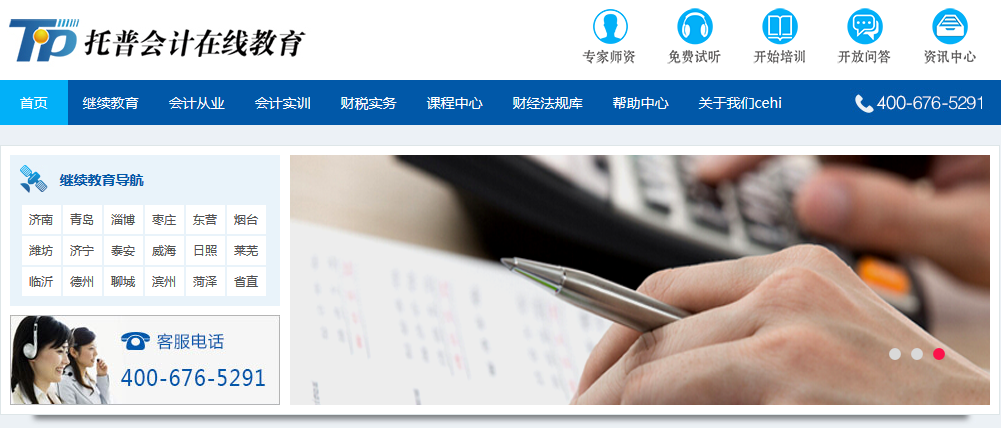 TOP 托普会计在线教育
专家师资 免费试听 开始培训 开放问答 资讯中心
首页 继续教育 会计从业 会计实训 财税实务 课程中心 财经法规库 帮助中心 关于我们cehi 400-676-5291
继续教育导航
济南 青岛 淄博 枣庄 东营 烟台
潍坊 济宁 泰安 威海 日照 莱芜
临沂 德州 聊城 滨州 菏泽 省直
客服电话
400-676-5291